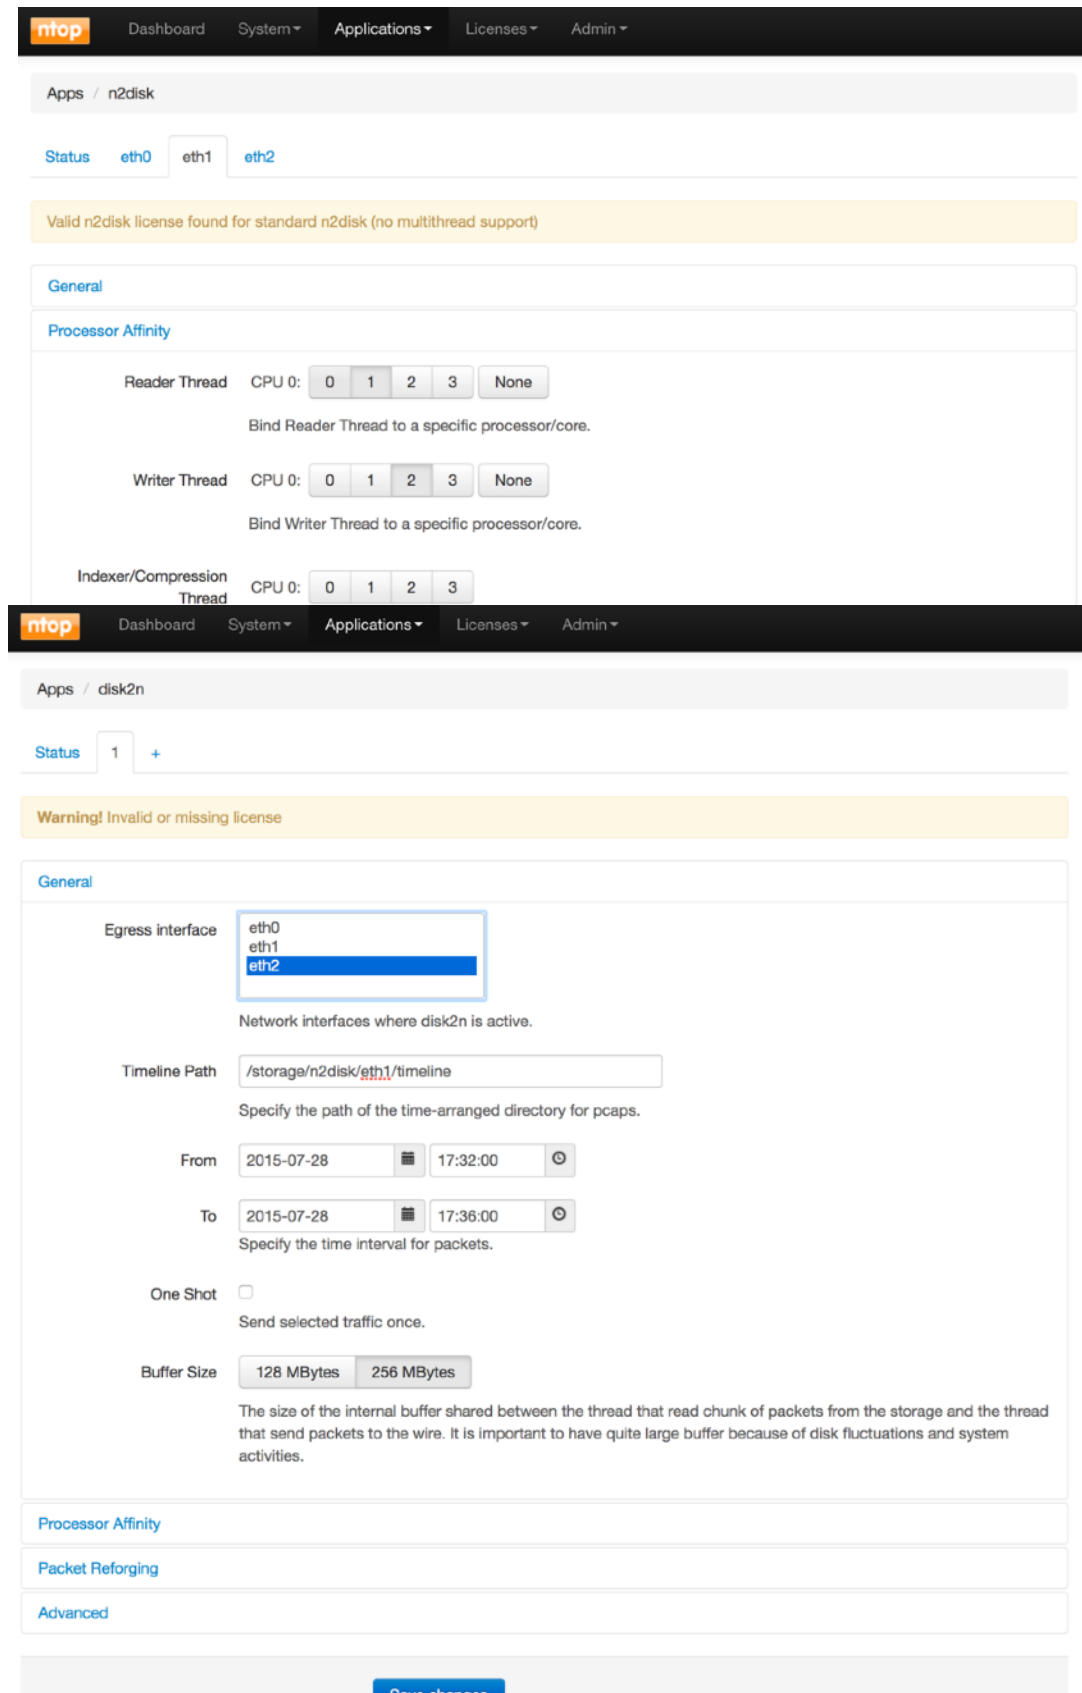 ntop Dashboard System Applications Licenses Admin
Apps / n2disk
Status eth0 eth1 eth2
Valid n2disk license found for standard n2disk (no multithread support)
General
Processor Affinity
Reader Thread CPU 0: 0 1 2 3 None
Bind Reader Thread to a specific processor/core.
Writer Thread CPU 0: 0 1 2 3 None
Bind Writer Thread to a specific processor/core.
Indexer/Compression
Thread CPU 0: 0 1 2 3
ntop Dashboard System Applications Licenses Admin
Apps / disk2n
Status 1 +
Warning! Invalid or missing license
General
Egress interface eth0
eth1
eth2
Network interfaces where disk2n is active.
Timeline Path /storage/n2disk/eth1/timeline
Specify the path of the time-arranged directory for pcaps.
From 2015-07-28 17:32:00
To 2015-07-28 17:36:00
Specify the time interval for packets.
One Shot
Send selected traffic once.
Buffer Size 128 MBytes 256 MBytes
The size of the internal buffer shared between the thread that read chunk of packets from the storage and the thread
that send packets to the wire. It is important to have quite large buffer because of disk fluctuations and system
activities.
Processor Affinity
Packet Reforging
Advanced
Save changes